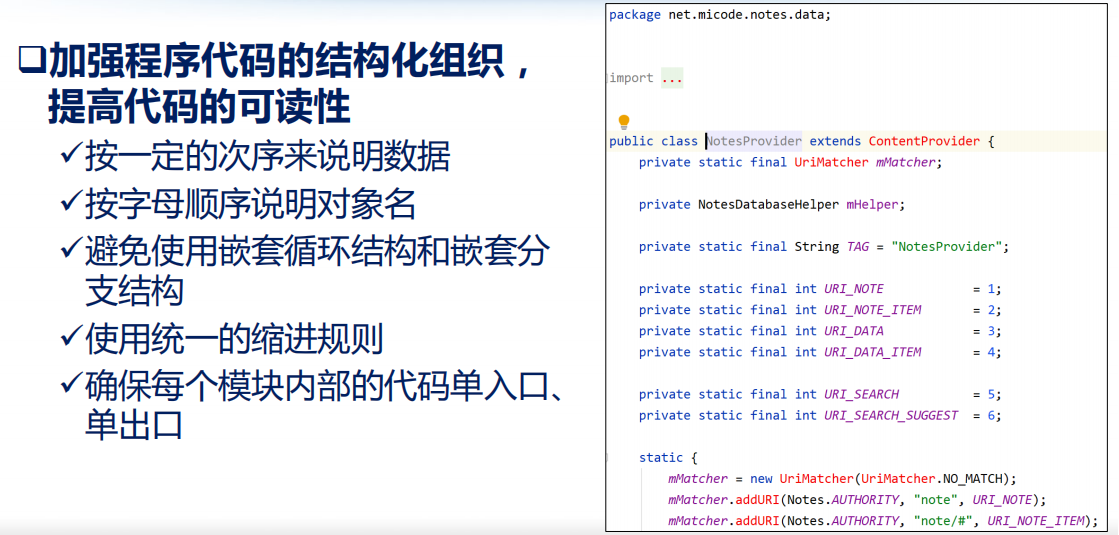 ❑加强程序代码的结构化组织，
提高代码的可读性
✓按一定的次序来说明数据
✓按字母顺序说明对象名
✓避免使用嵌套循环结构和嵌套分
支结构
✓使用统一的缩进规则
✓确保每个模块内部的代码单入口、
单出口
package net.micode.notes.data;
import ...
public class NotesProvider extends ContentProvider {
private static final UriMatcher mMatcher;
private NotesDatabaseHelper mHelper;
private static final String TAG = "NotesProvider";
private static final int URI_NOTE = 1;
private static final int URI_NOTE_ITEM = 2;
private static final int URI_DATA = 3;
private static final int URI_DATA_ITEM = 4;
private static final int URI_SEARCH = 5;
private static final int URI_SEARCH_SUGGEST = 6;
static {
mMatcher = new UriMatcher(UriMatcher.NO_MATCH);
mMatcher.addURI(Notes.AUTHORITY, "note", URI_NOTE);
mMatcher.addURI(Notes.AUTHORITY, "note/#", URI_NOTE_ITEM);